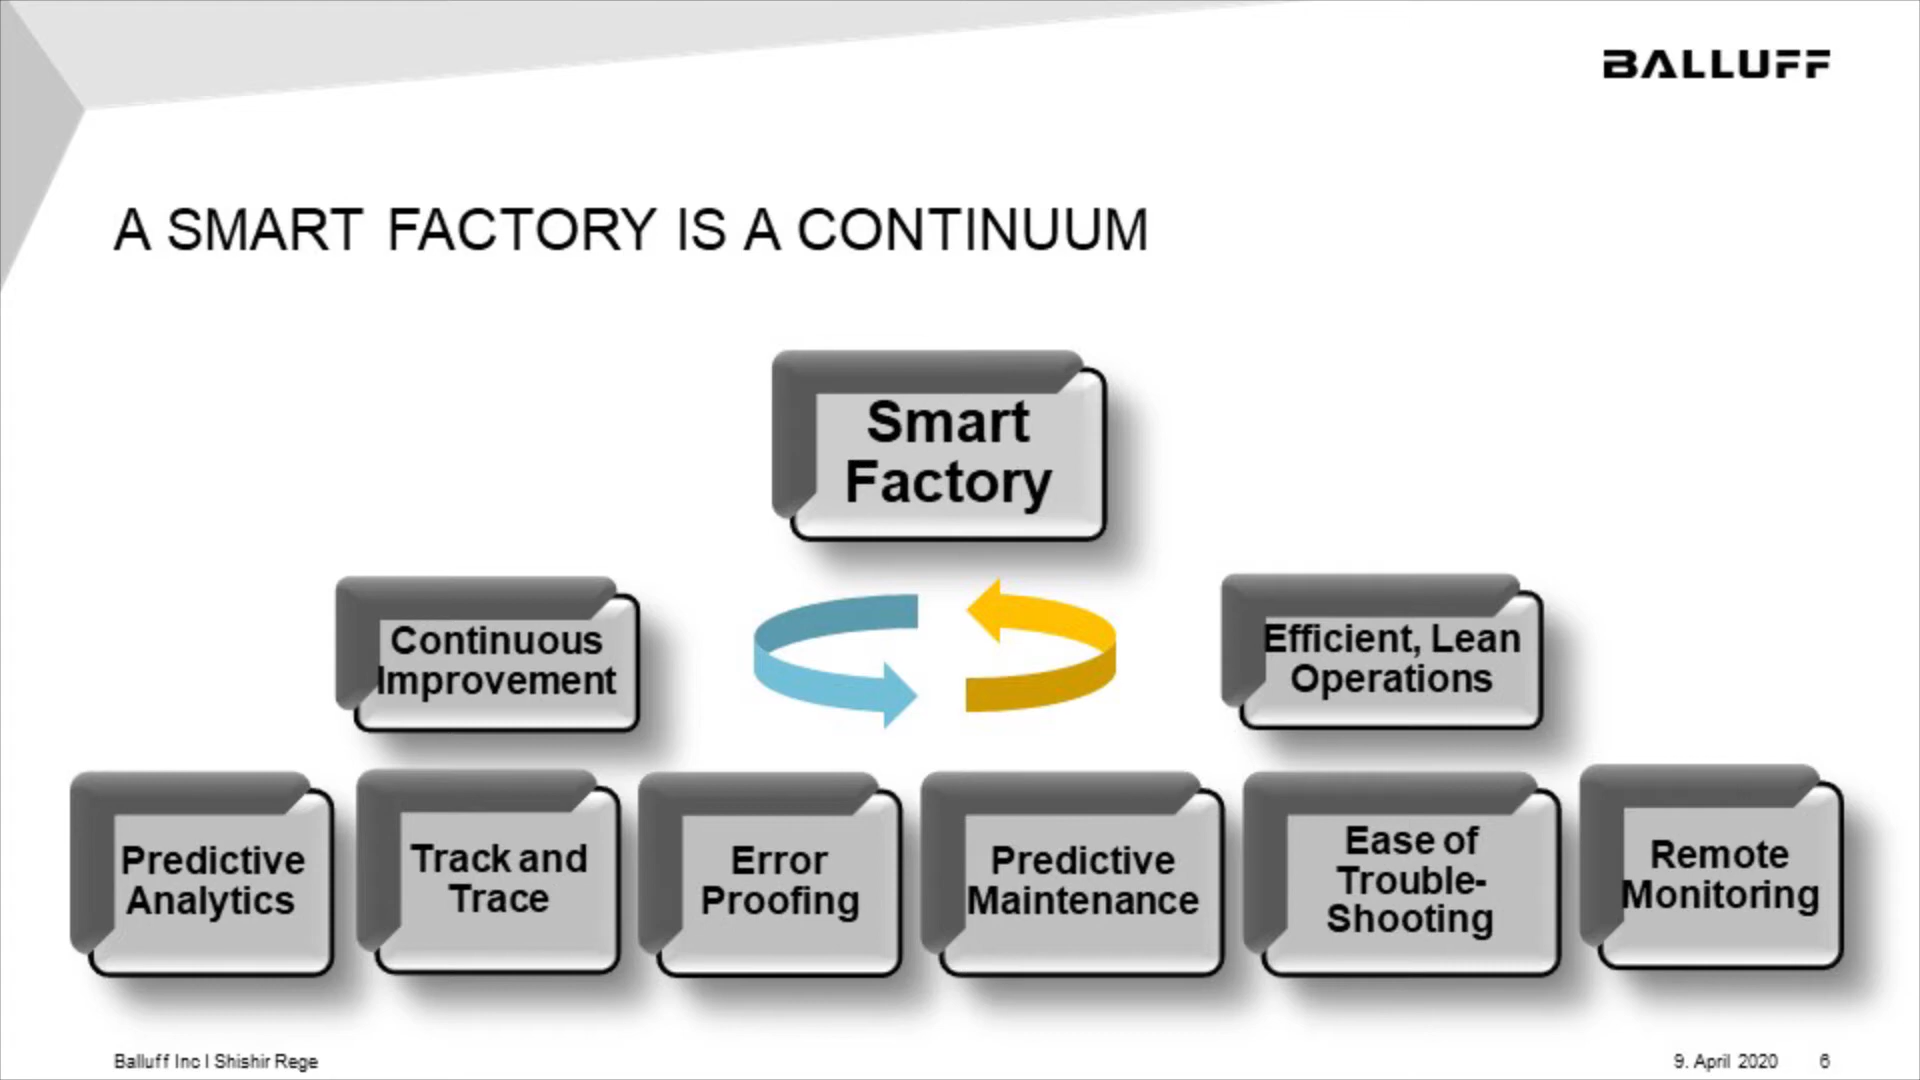 BALLUFF
A SMART FACTORY IS A CONTINUUM
Smart
Factory
Continuous
Improvement
Efficient, Lean
Operations
Predictive
Analytics
Track and
Trace
Error
Proofing
Predictive
Maintenance
Ease of
Trouble-
Shooting
Remote
Monitoring
Balluff Inc I Shishir Rege
9. April 2020
6